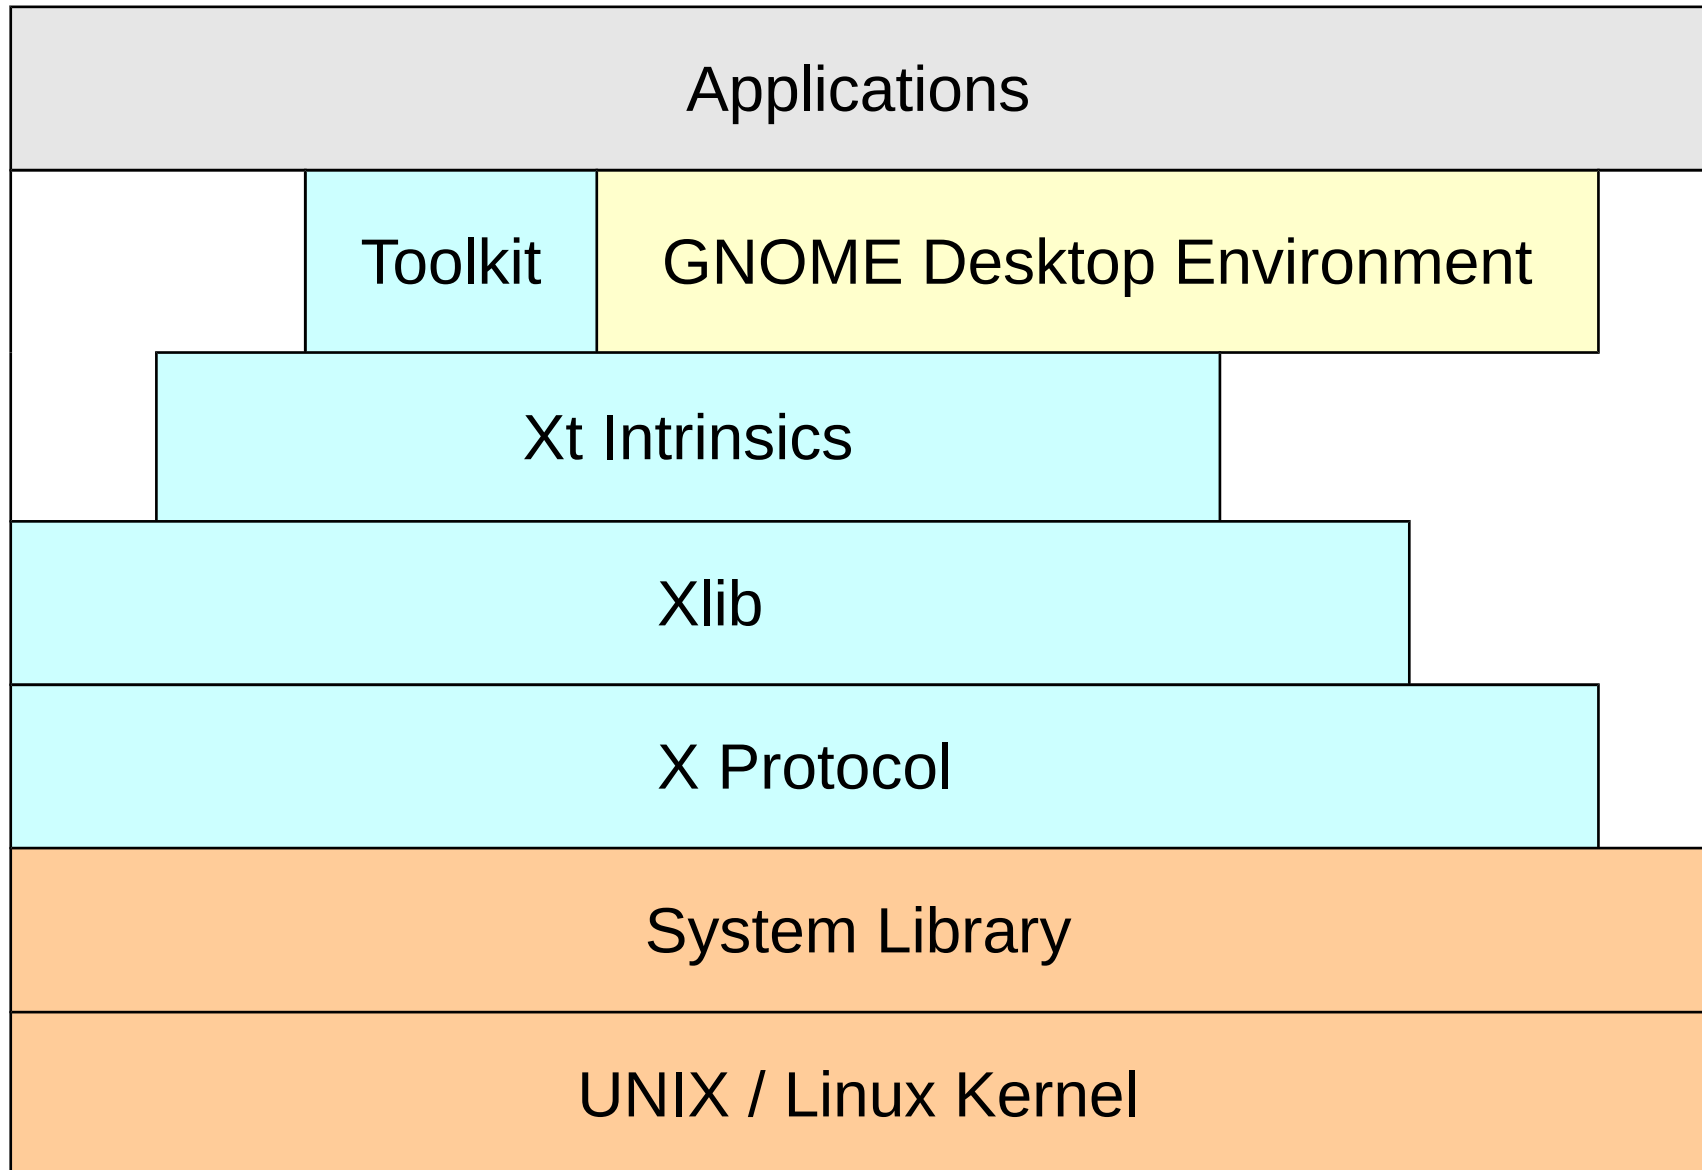 Applications
Toolkit
GNOME Desktop Environment
Xt Intrinsics
Xlib
X Protocol
System Library
UNIX / Linux Kernel